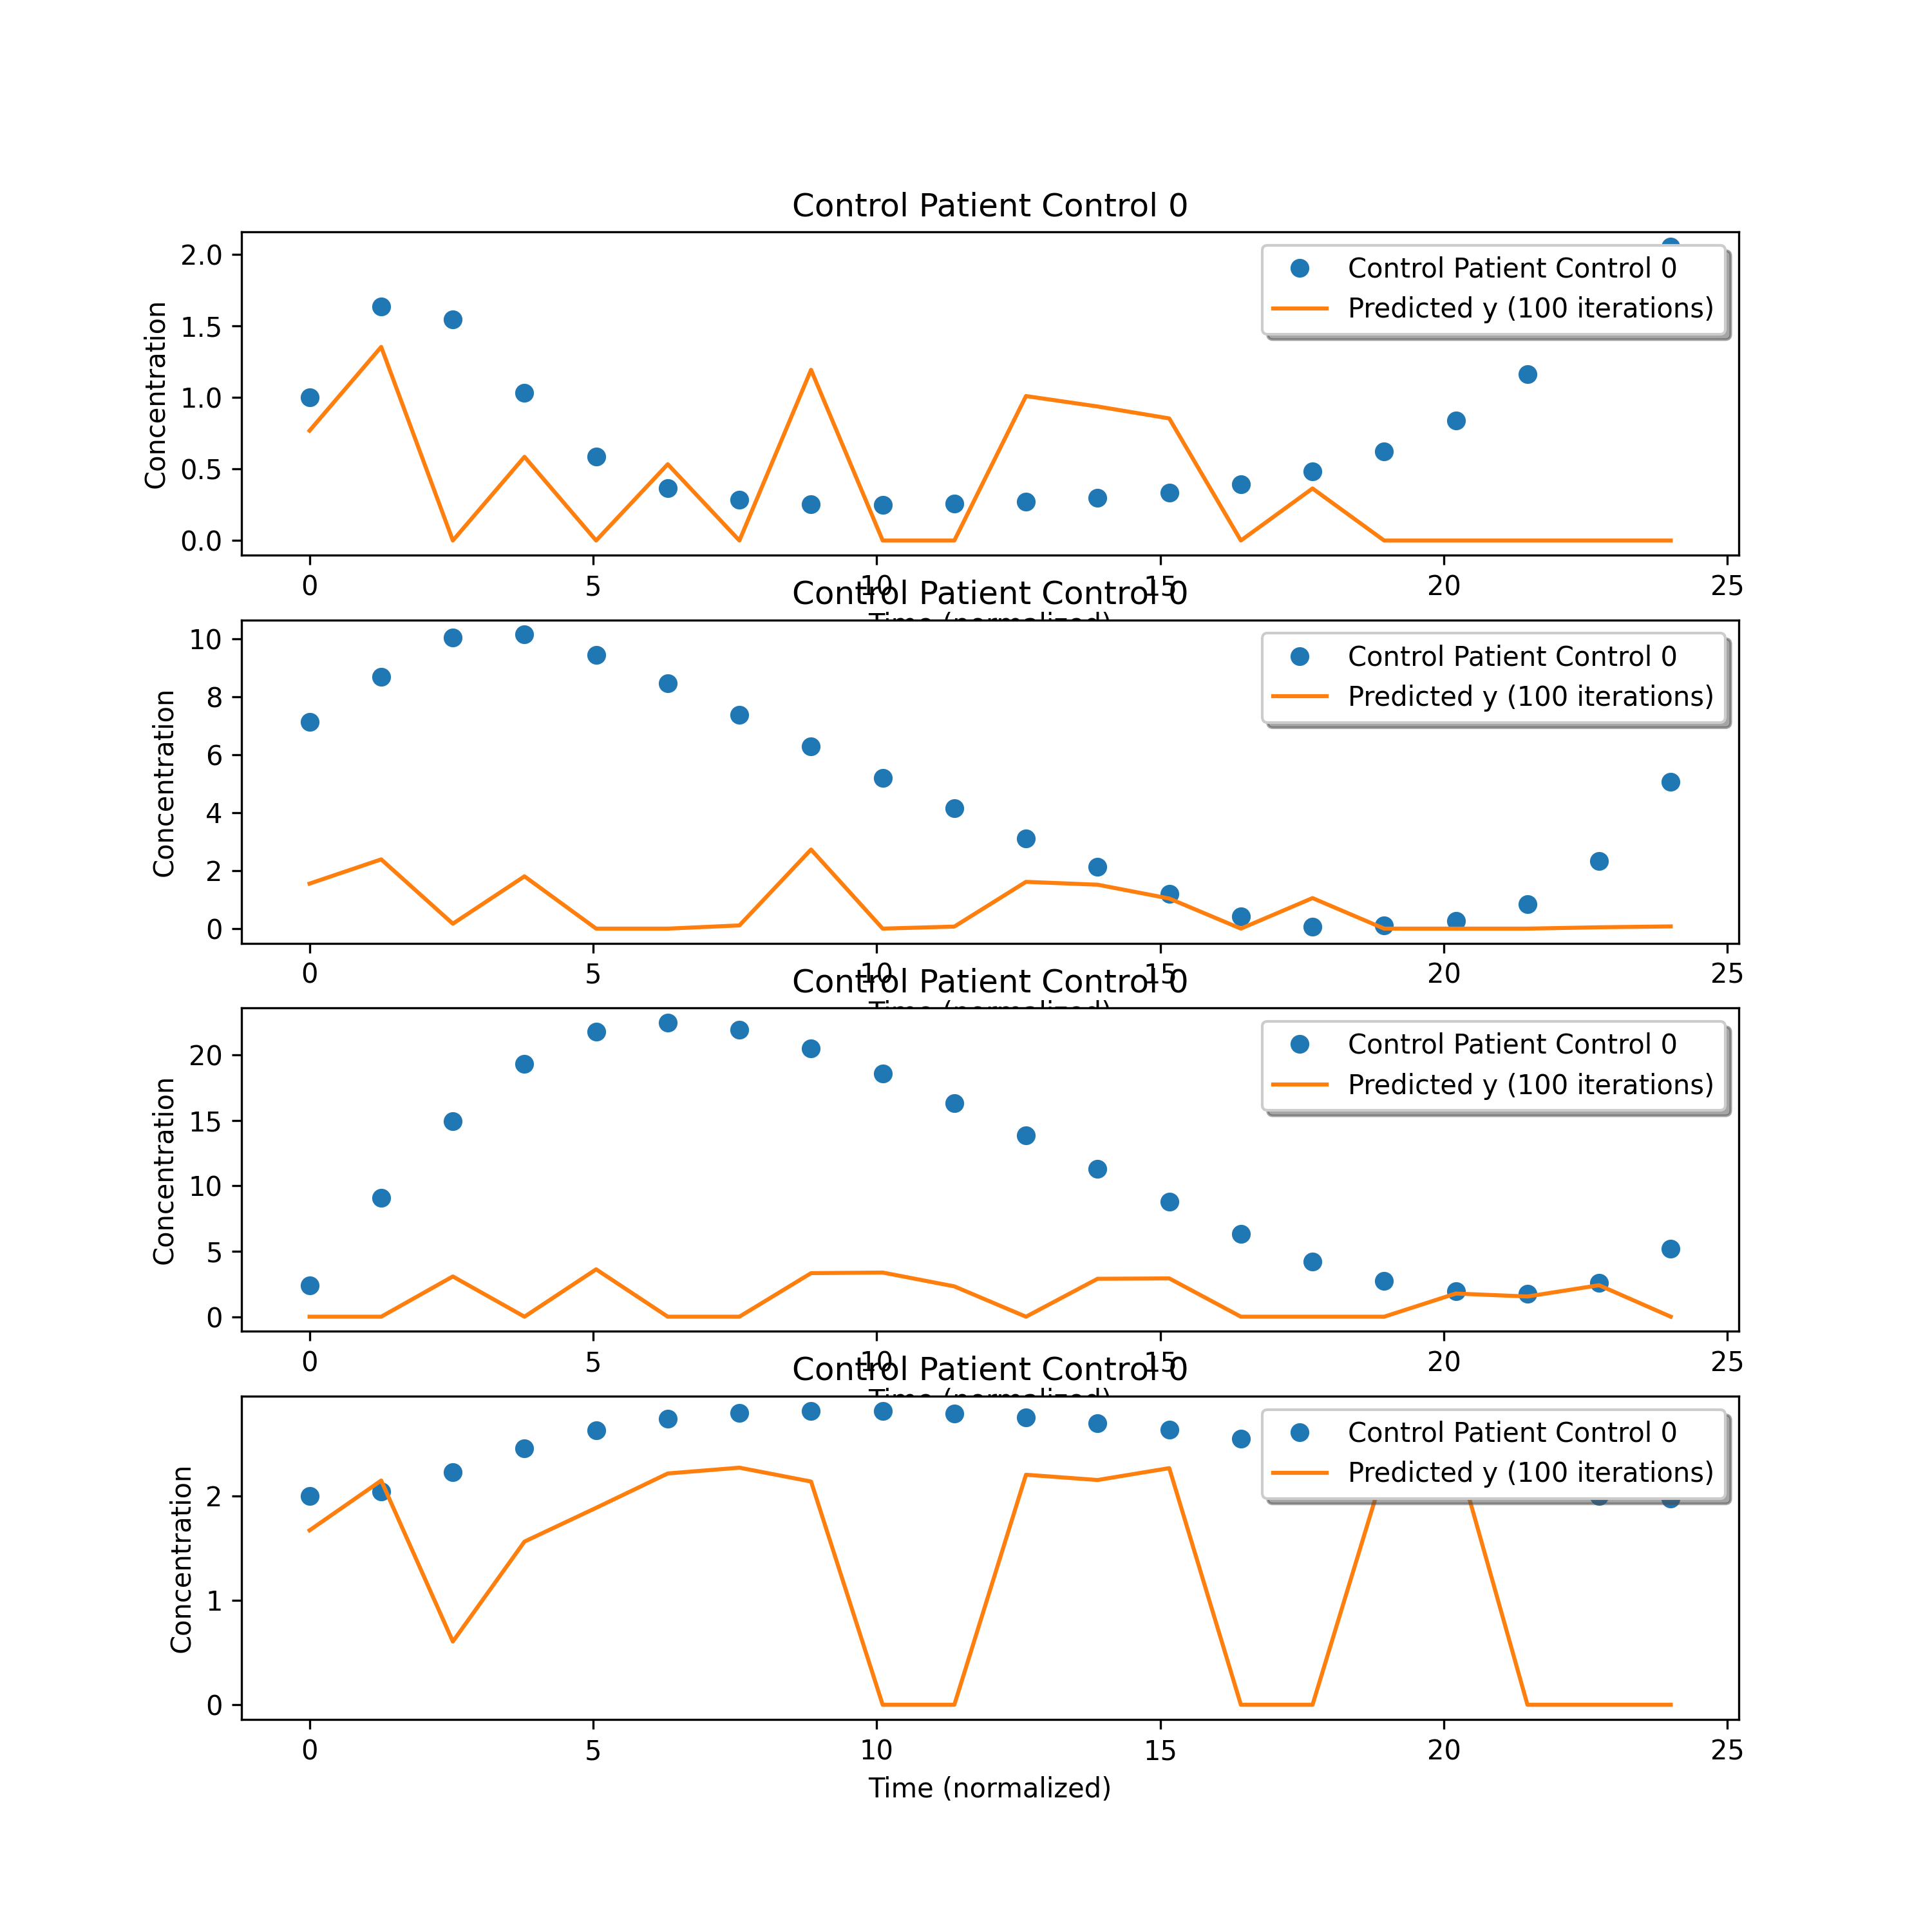 Control Patient Control 0
2.0
1.5
1.0
0.5
0.0
Concentration
Control Patient Control 0
Predicted y (100 iterations)
0 5 10 15 20 25
Control Patient Control 0
10
8
6
4
2
0
Concentration
Control Patient Control 0
Predicted y (100 iterations)
0 5 10 15 20 25
Control Patient Control 0
20
15
10
5
0
Concentration
Control Patient Control 0
Predicted y (100 iterations)
0 5 10 15 20 25
Control Patient Control 0
2
1
0
Concentration
Control Patient Control 0
Predicted y (100 iterations)
0 5 10 15 20 25
Time (normalized)